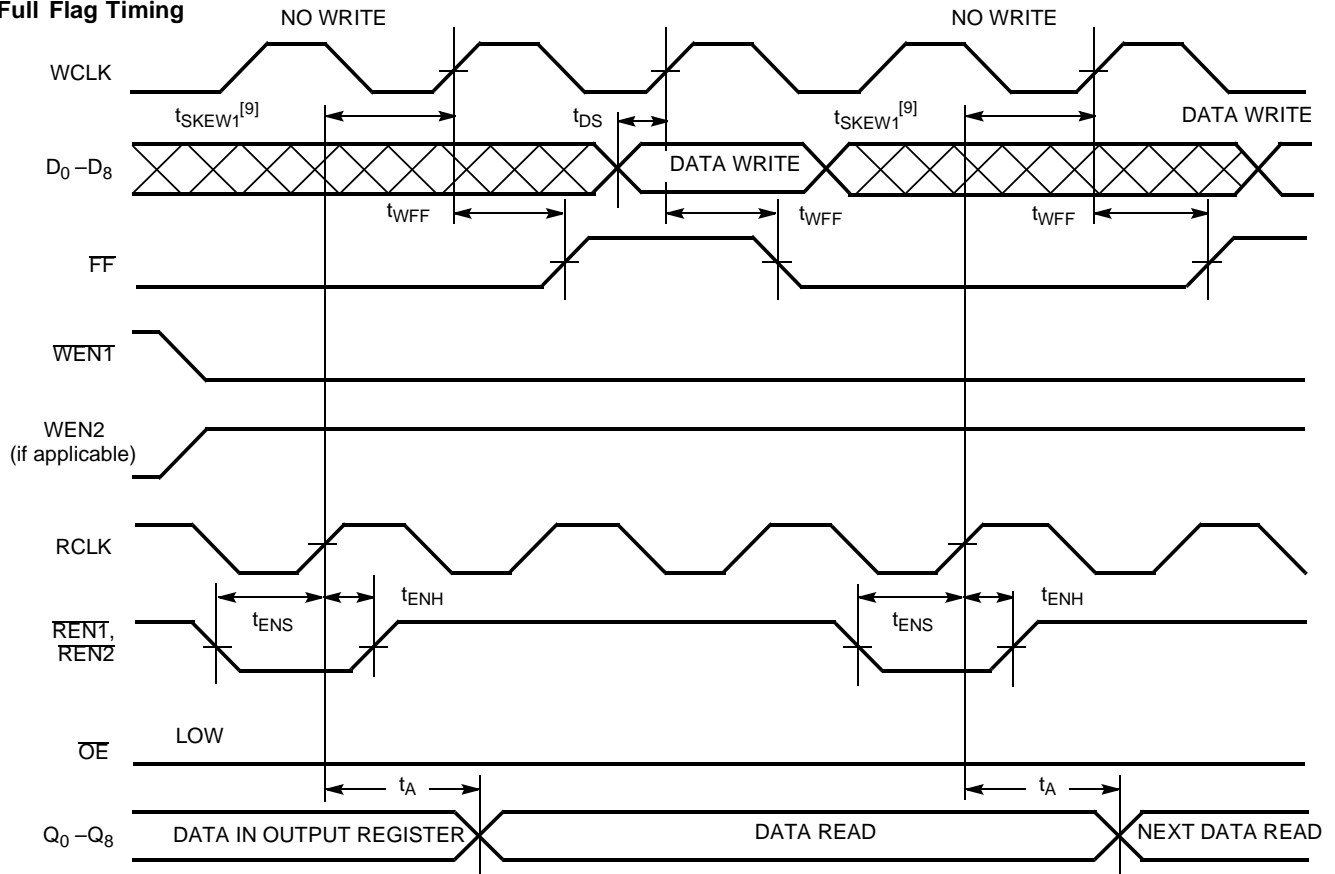 Full Flag Timing
NO WRITE
NO WRITE
WCLK
tSKEW1[9]
tDS
tSKEW1[9]
DATA WRITE
D0 –D8
DATA WRITE
tWFF
tWFF
tWFF
FF
WEN1
WEN2
(if applicable)
RCLK
tENS
tENH
tENS
tENH
REN1,
REN2
OE
LOW
tA
tA
Q0 –Q8
DATA IN OUTPUT REGISTER
DATA READ
NEXT DATA READ